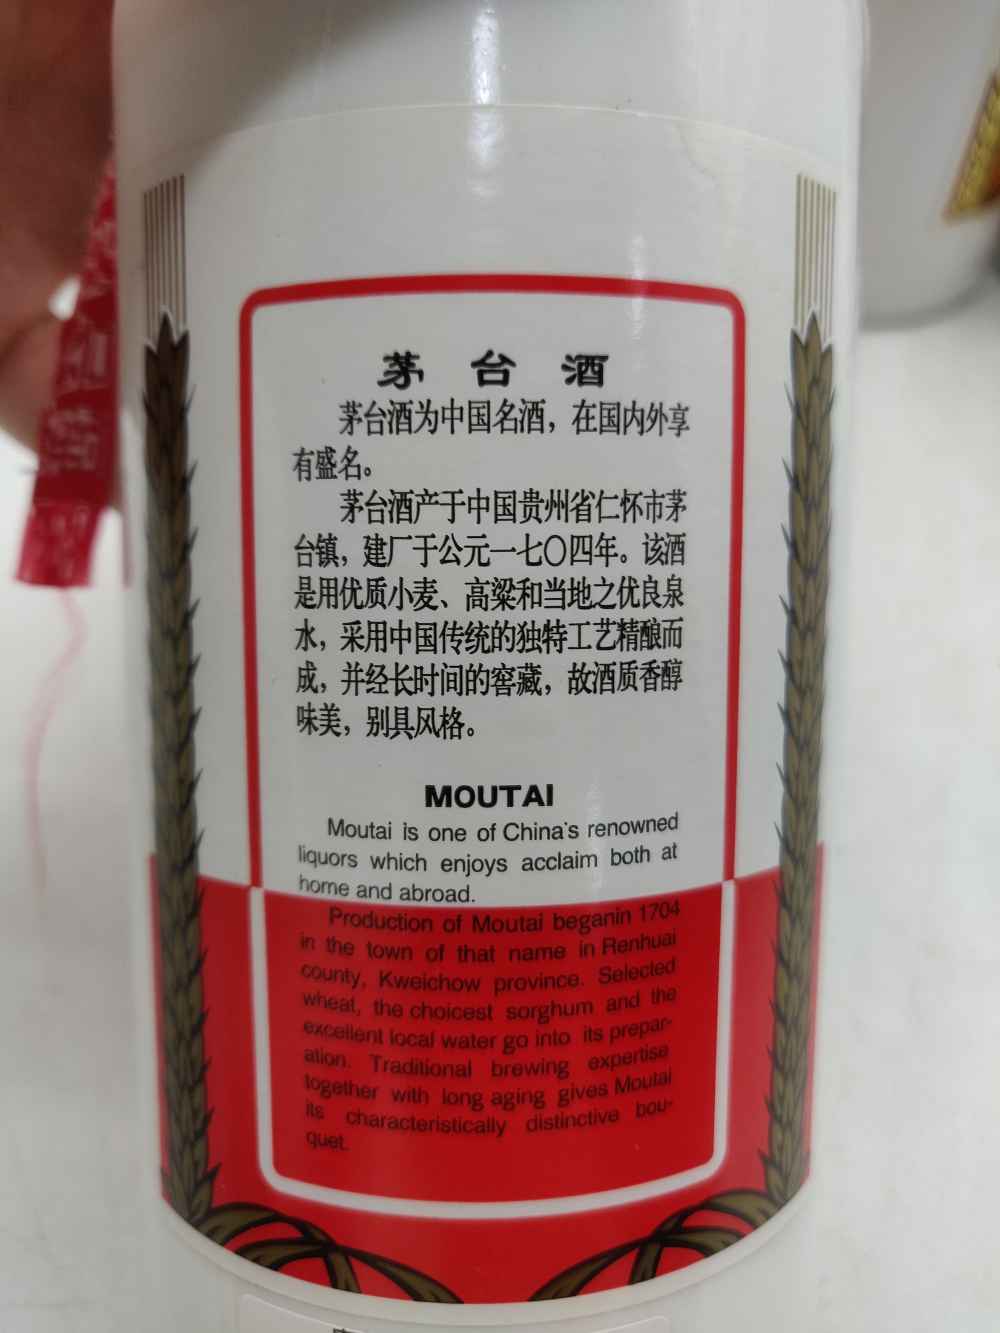 茅台酒
茅台酒为中国名酒，在国内外享
有盛名。
茅台酒产于中国贵州省仁怀市茅
台镇，建厂于公元一七〇四年。该酒
是用优质小麦、高粱和当地之优良泉
水，采用中国传统的独特工艺精酿而
成，并经长时间的窖藏，故酒质香醇
味美，别具风格。
MOUTAI
Moutai is one of China's renowned
liquors which enjoys acclaim both at
home and abroad.
Production of Moutai beganin 1704
in the town of that name in Renhuai
county, Kweichow province. Selected
wheat, the choicest sorghum and the
excellent local water go into its prepar-
ation. Traditional brewing expertise
together with long aging gives Moutai
its characteristically distinctive bou-
quet.